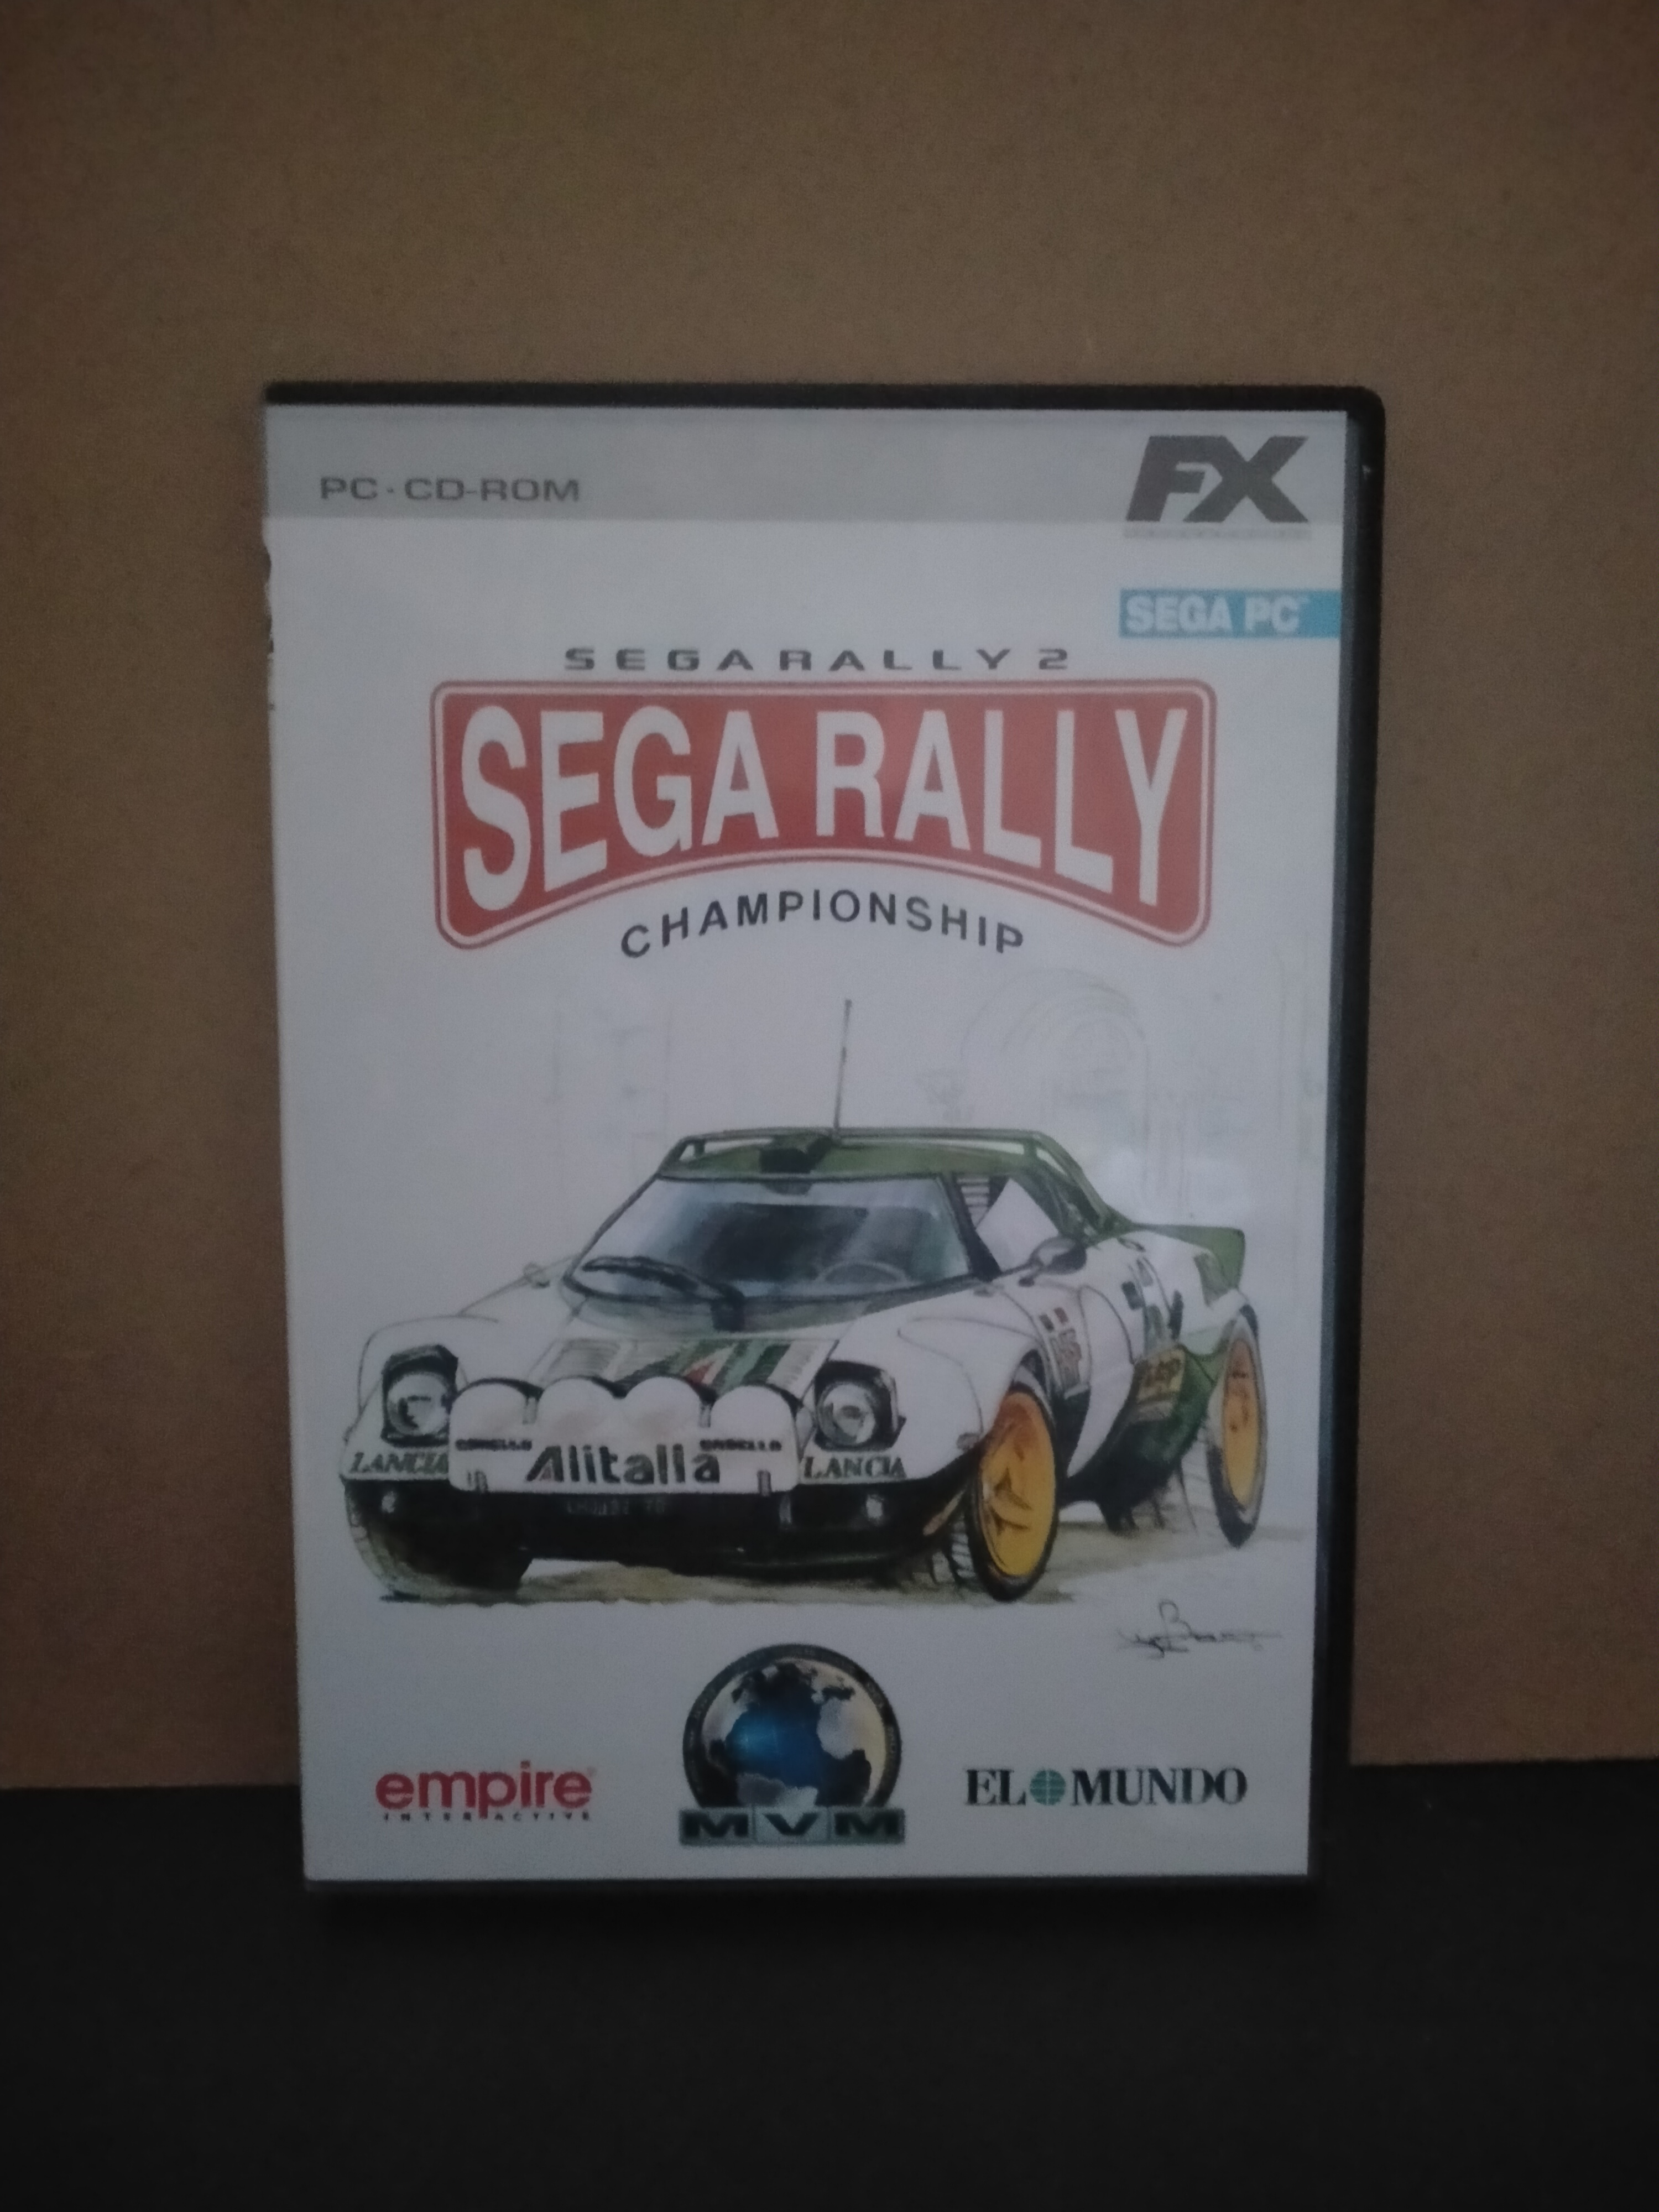 PC · CD-ROM
FX
SEGA PC™
SEGA RALLY 2
SEGA RALLY
CHAMPIONSHIP
LANCIA
Alitalia
LANCIA
empire®
INTERACTIVE
MVM
EL MUNDO